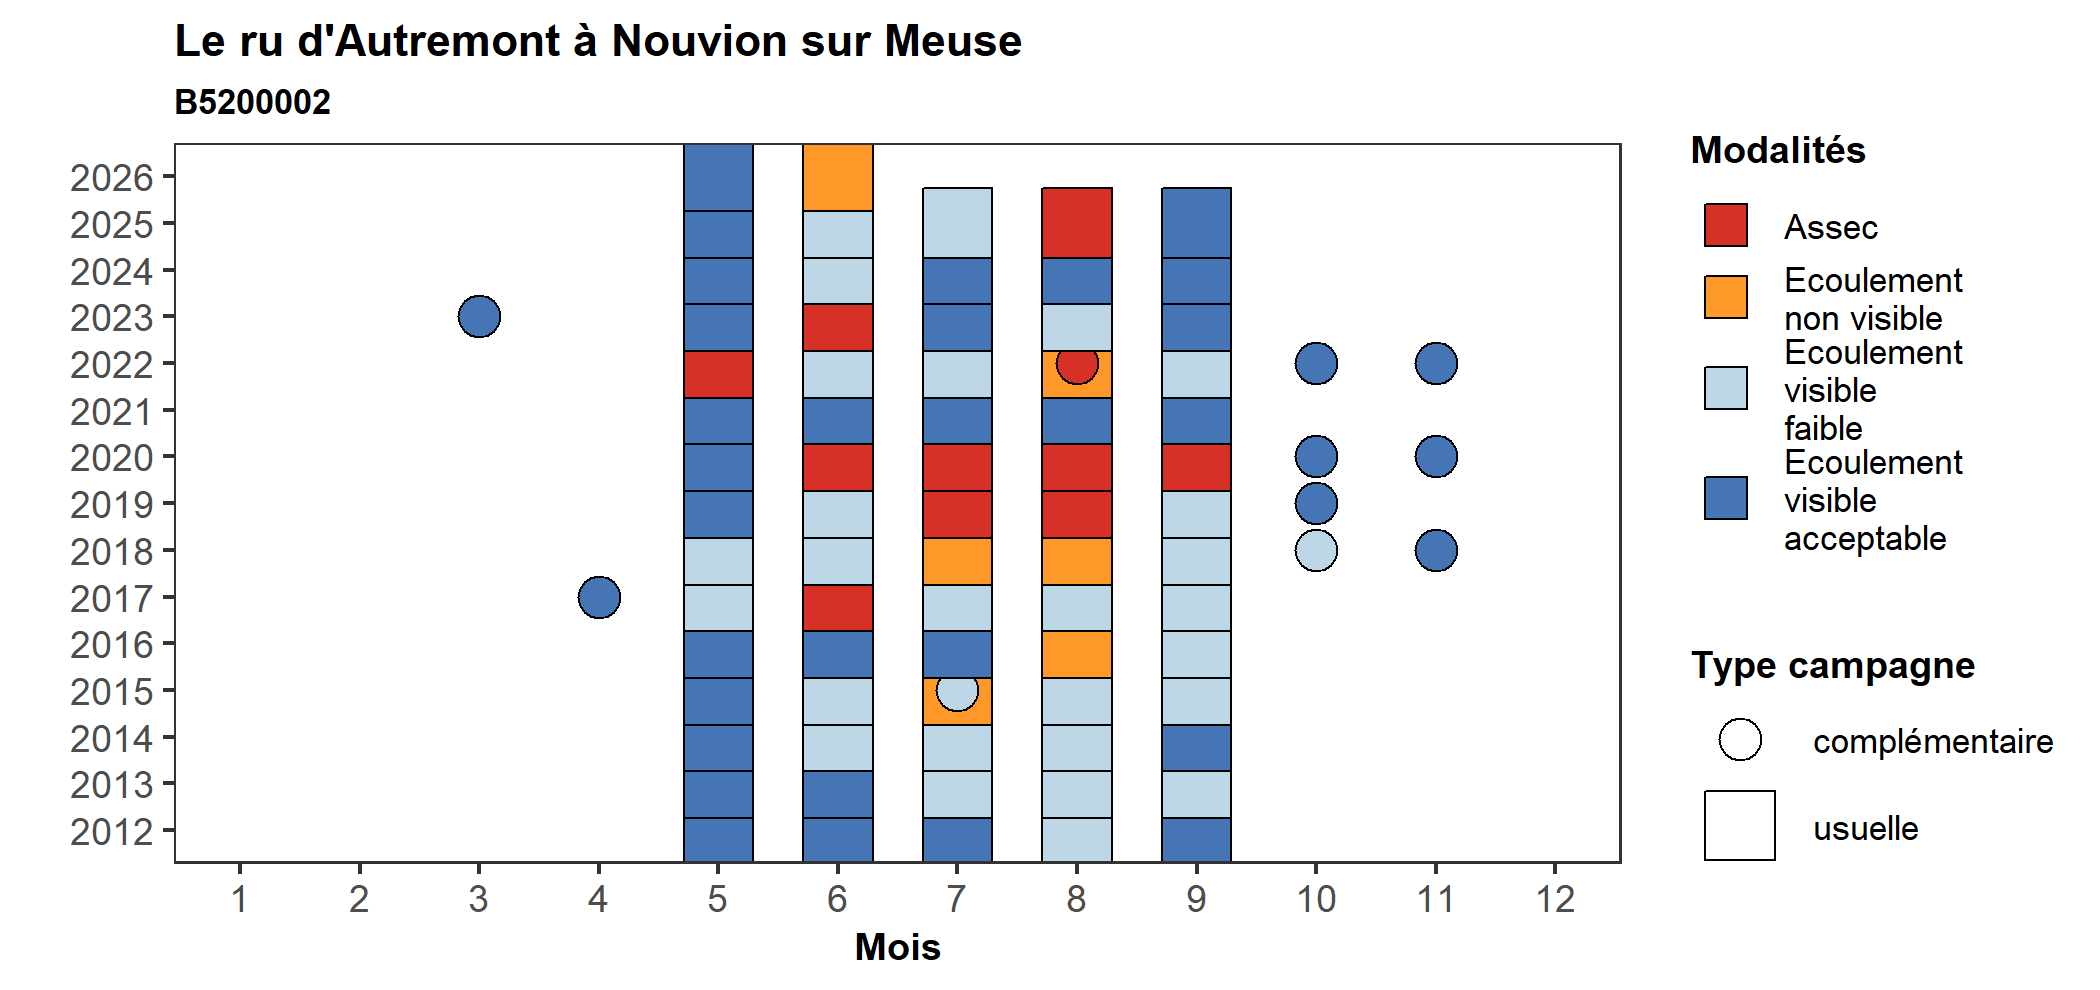 Le ru d'Autremont à Nouvion sur Meuse
B5200002
2026
2025
2024
2023
2022
2021
2020
2019
2018
2017
2016
2015
2014
2013
2012
1 2 3 4 5 6 7 8 9 10 11 12
Mois
Modalités
Assec
Ecoulement
non visible
Ecoulement
visible
faible
Ecoulement
visible
acceptable
Type campagne
complémentaire
usuelle